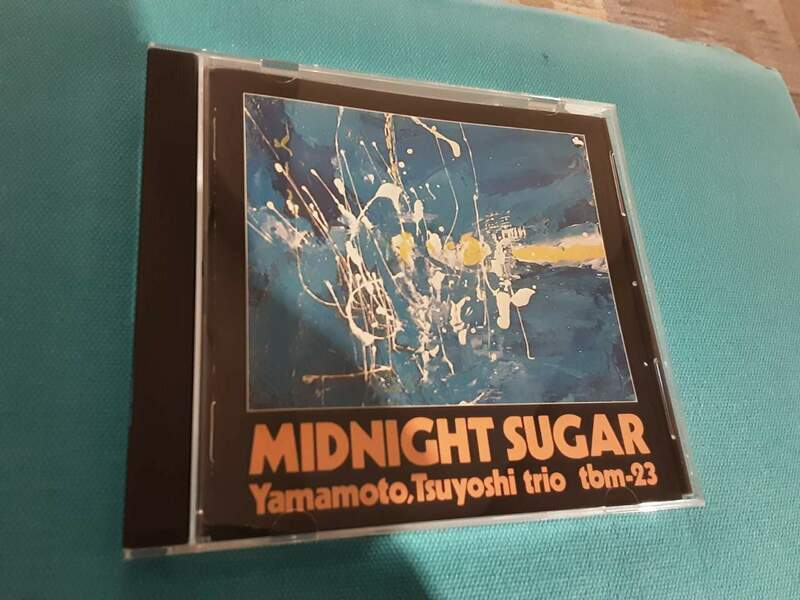 MIDNIGHT SUGAR
Yamamoto,Tsuyoshi trio tbm-23